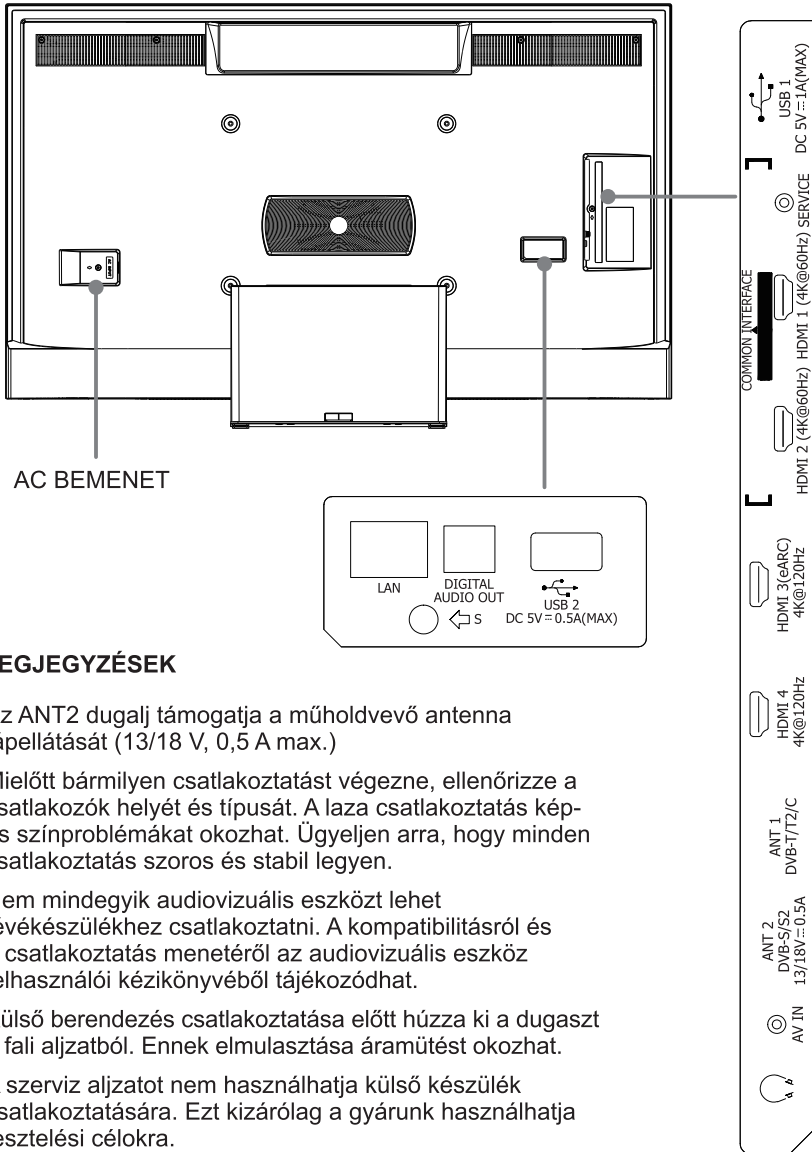 AC BEMENET
LAN
DIGITAL
AUDIO OUT
S
USB 2
DC 5V⎓0.5A(MAX)
USB 1
DC 5V⎓1A(MAX)
SERVICE
COMMON INTERFACE
HDMI 1 (4K@60Hz)
HDMI 2 (4K@60Hz)
HDMI 3(eARC)
4K@120Hz
HDMI 4
4K@120Hz
ANT 1
DVB-T/T2/C
ANT 2
DVB-S/S2
13/18V⎓0.5A
AV IN
EGJEGYZÉSEK
z ANT2 dugalj támogatja a műholdvevő antenna
ápellátását (13/18 V, 0,5 A max.)
ielőtt bármilyen csatlakoztatást végezne, ellenőrizze a
satlakozók helyét és típusát. A laza csatlakoztatás kép-
s színproblémákat okozhat. Ügyeljen arra, hogy minden
satlakoztatás szoros és stabil legyen.
em mindegyik audiovizuális eszközt lehet
évékészülékhez csatlakoztatni. A kompatibilitásról és
csatlakoztatás menetéről az audiovizuális eszköz
elhasználói kézikönyvéből tájékozódhat.
ülső berendezés csatlakoztatása előtt húzza ki a dugaszt
fali aljzatból. Ennek elmulasztása áramütést okozhat.
szerviz aljzatot nem használhatja külső készülék
satlakoztatására. Ezt kizárólag a gyárunk használhatja
esztelési célokra.